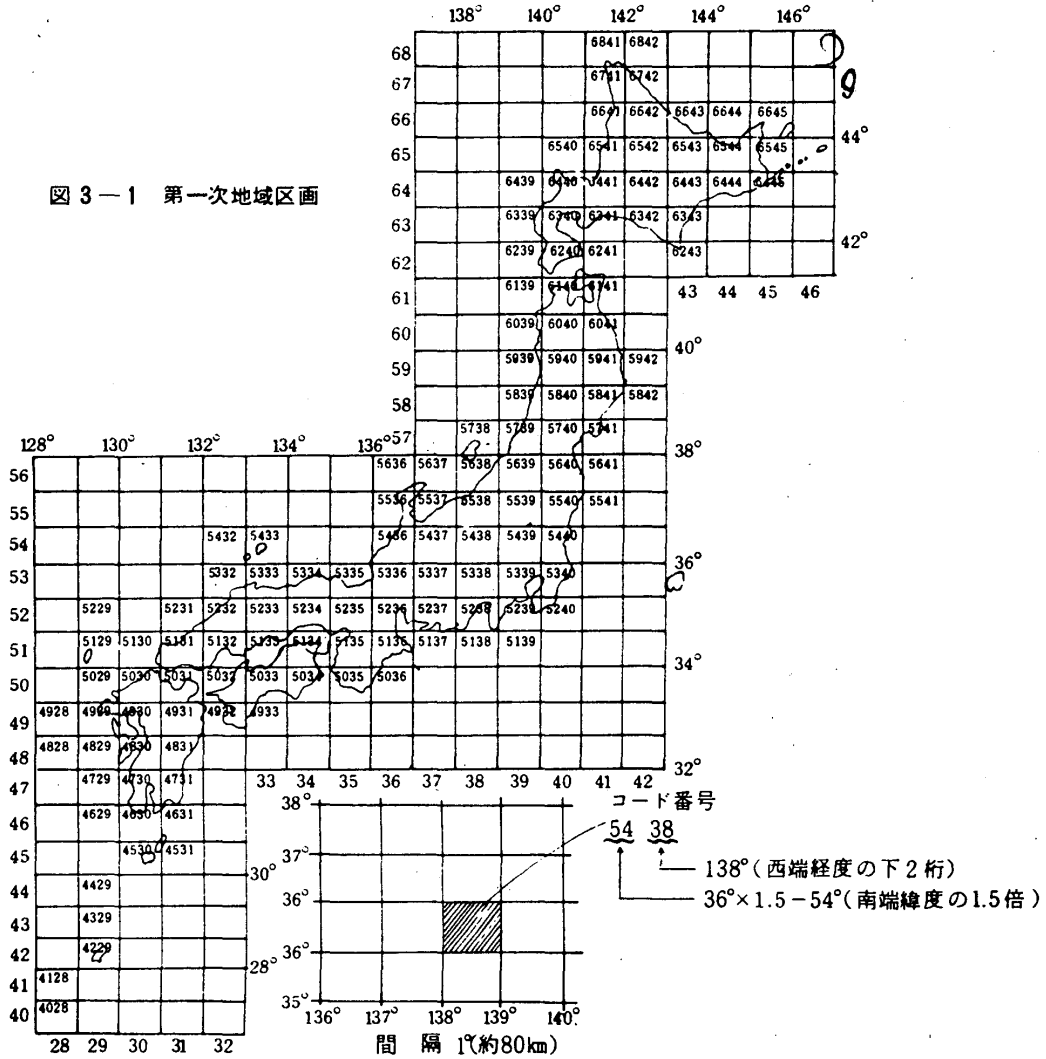 138° 140° 142° 144° 146°
68 6841 6842
67 6741 6742
66 6641 6642 6643 6644 6645
44°
65 6540 6541 6542 6543 6544 6545
図 3－1 第一次地域区画
64 6439 6440 6441 6442 6443 6444 6445
63 6339 6340 6341 6342 6343
42°
62 6239 6240 6241 6243
61 6139 6140 6141
43 44 45 46
60 6039 6040 6041
40°
59 5939 5940 5941 5942
58 5839 5840 5841 5842
128° 130° 132° 134° 136° 57 5738 5739 5740 5741
38°
56 5636 5637 5638 5639 5640 5641
55 5536 5537 5538 5539 5540 5541
54 5432 5433 5436 5437 5438 5439 5440
36°
53 5332 5333 5334 5335 5336 5337 5338 5339 5340
52 5229 5231 5232 5233 5234 5235 5236 5237 5238 5239 5240
51 5129 5130 5131 5132 5133 5134 5135 5136 5137 5138 5139
34°
50 5029 5030 5031 5032 5033 5034 5035 5036
49 4928 4929 4930 4931 4932 4933
48 4828 4829 4830 4831
32°
47 4729 4730 4731
33 34 35 36 37 38 39 40 41 42
46 4629 4630 4631
45 4530 4531
30°
44 4429
43 4329
42 4229
28°
41 4128
40 4028
28 29 30 31 32
コード番号
54 38
138°(西端経度の下2桁)
36°×1.5－54°(南端緯度の1.5倍)
38°
37°
36°
36°
35°
136° 137° 138° 139° 140°
間 隔 1°(約80km)